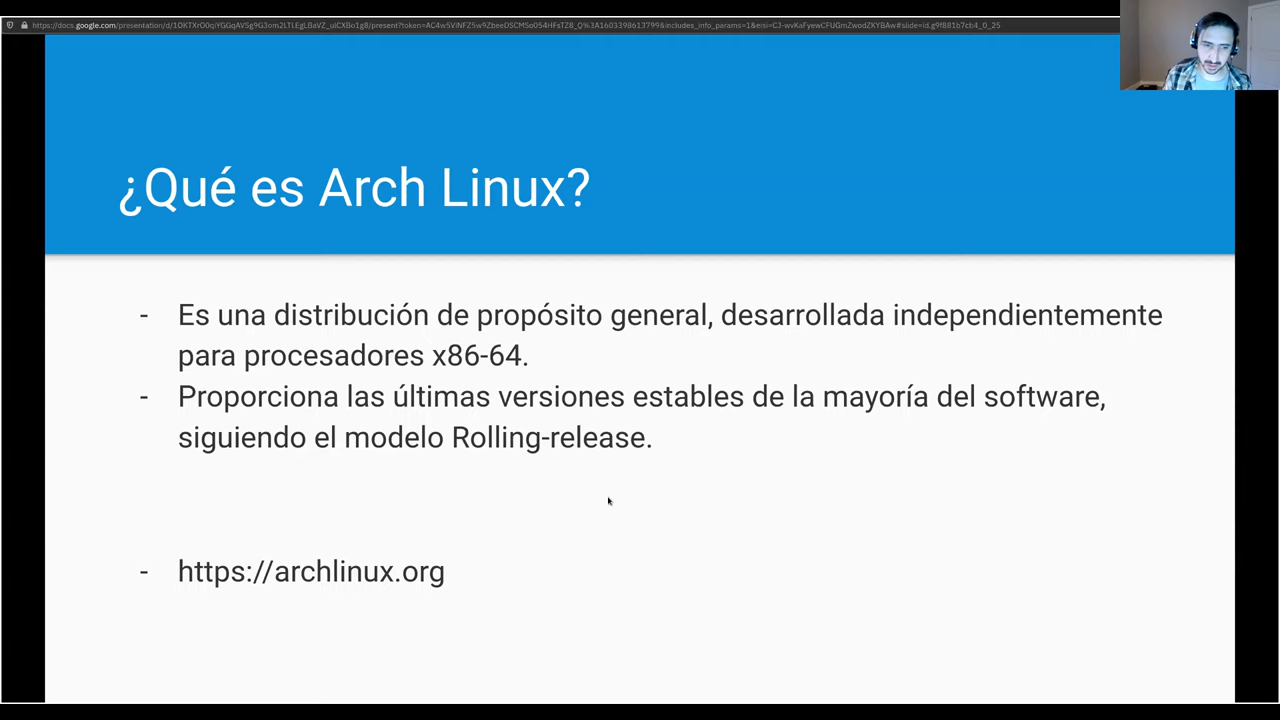 ¿Qué es Arch Linux?
- Es una distribución de propósito general, desarrollada independientemente
para procesadores x86-64.
- Proporciona las últimas versiones estables de la mayoría del software,
siguiendo el modelo Rolling-release.
- https://archlinux.org